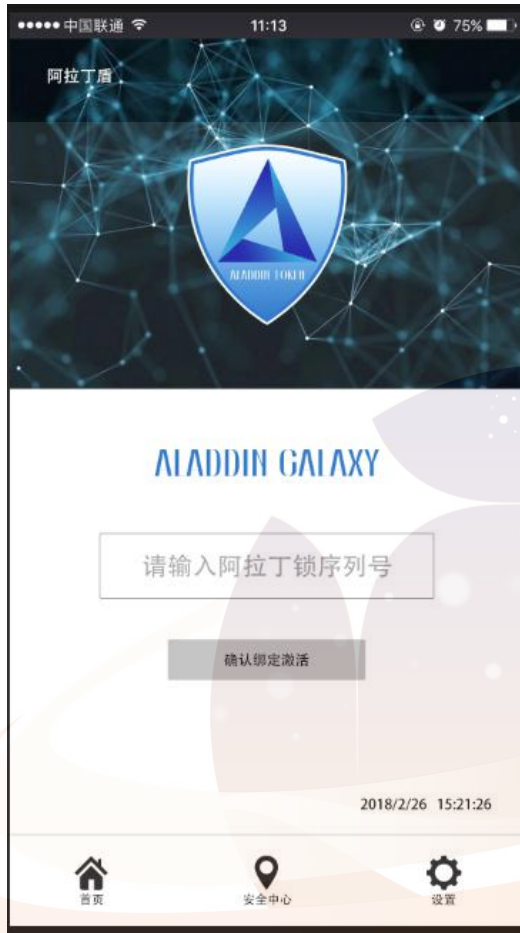 中国联通 11:13 75%
阿拉丁盾
ALADDIN TOKEN
ALADDIN GALAXY
请输入阿拉丁锁序列号
确认绑定激活
2018/2/26 15:21:26
首页 安全中心 设置